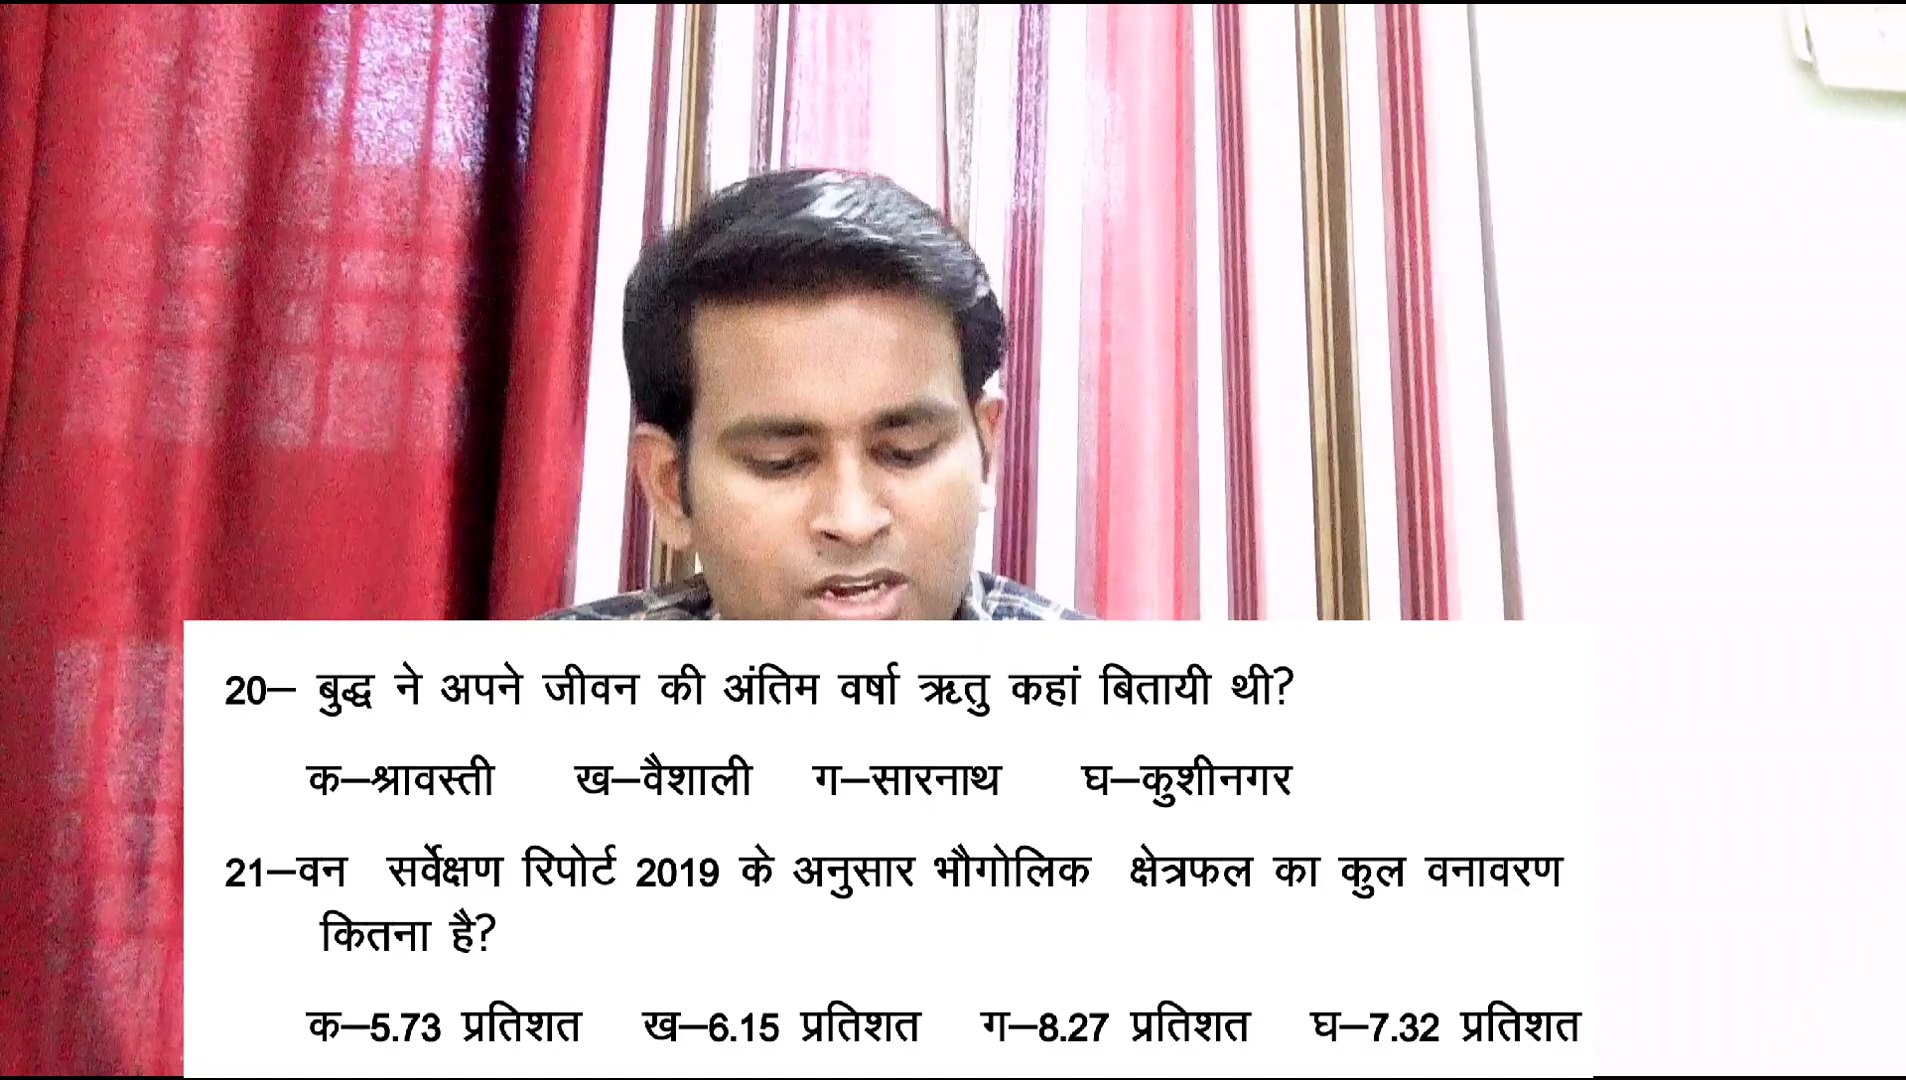 20– बुद्ध ने अपने जीवन की अंतिम वर्षा ऋतु कहां बितायी थी?
क–श्रावस्ती ख–वैशाली ग–सारनाथ घ–कुशीनगर
21–वन सर्वेक्षण रिपोर्ट 2019 के अनुसार भौगोलिक क्षेत्रफल का कुल वनावरण
कितना है?
क–5.73 प्रतिशत ख–6.15 प्रतिशत ग–8.27 प्रतिशत घ–7.32 प्रतिशत